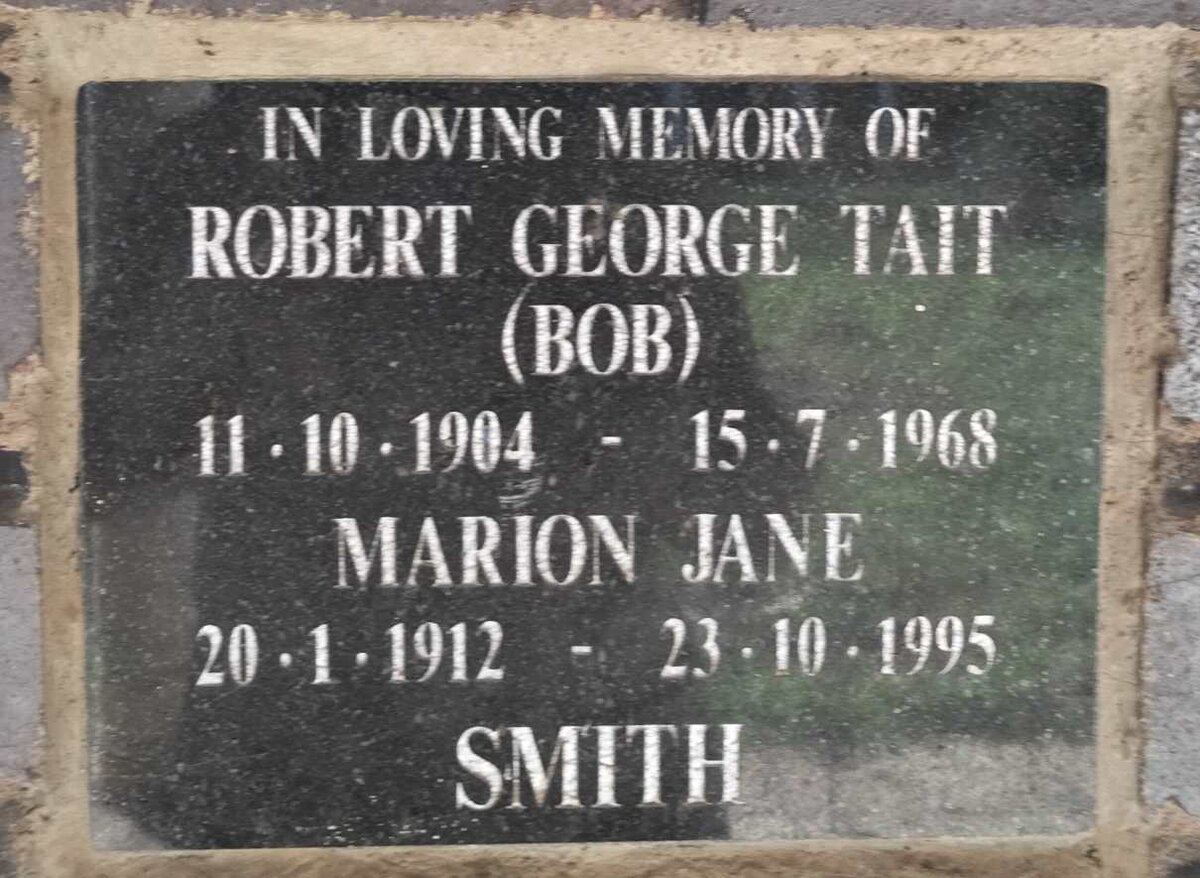 IN LOVING MEMORY OF
ROBERT GEORGE TAIT
(BOB)
11·10·1904 - 15·7·1968
MARION JANE
20·1·1912 - 23·10·1995
SMITH